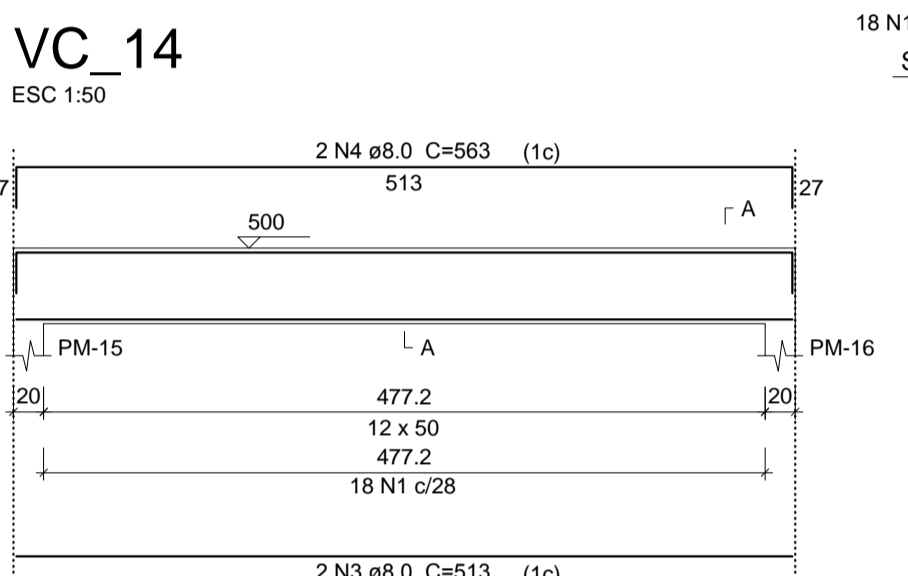 VC_14
ESC 1:50
18 N1
S
2 N4 ø8.0 C=563 (1c)
513
7
27
A
500
PM-15
A
PM-16
20
477.2
20
12 x 50
477.2
18 N1 c/28
2 N3 ø8.0 C=513 (1c)